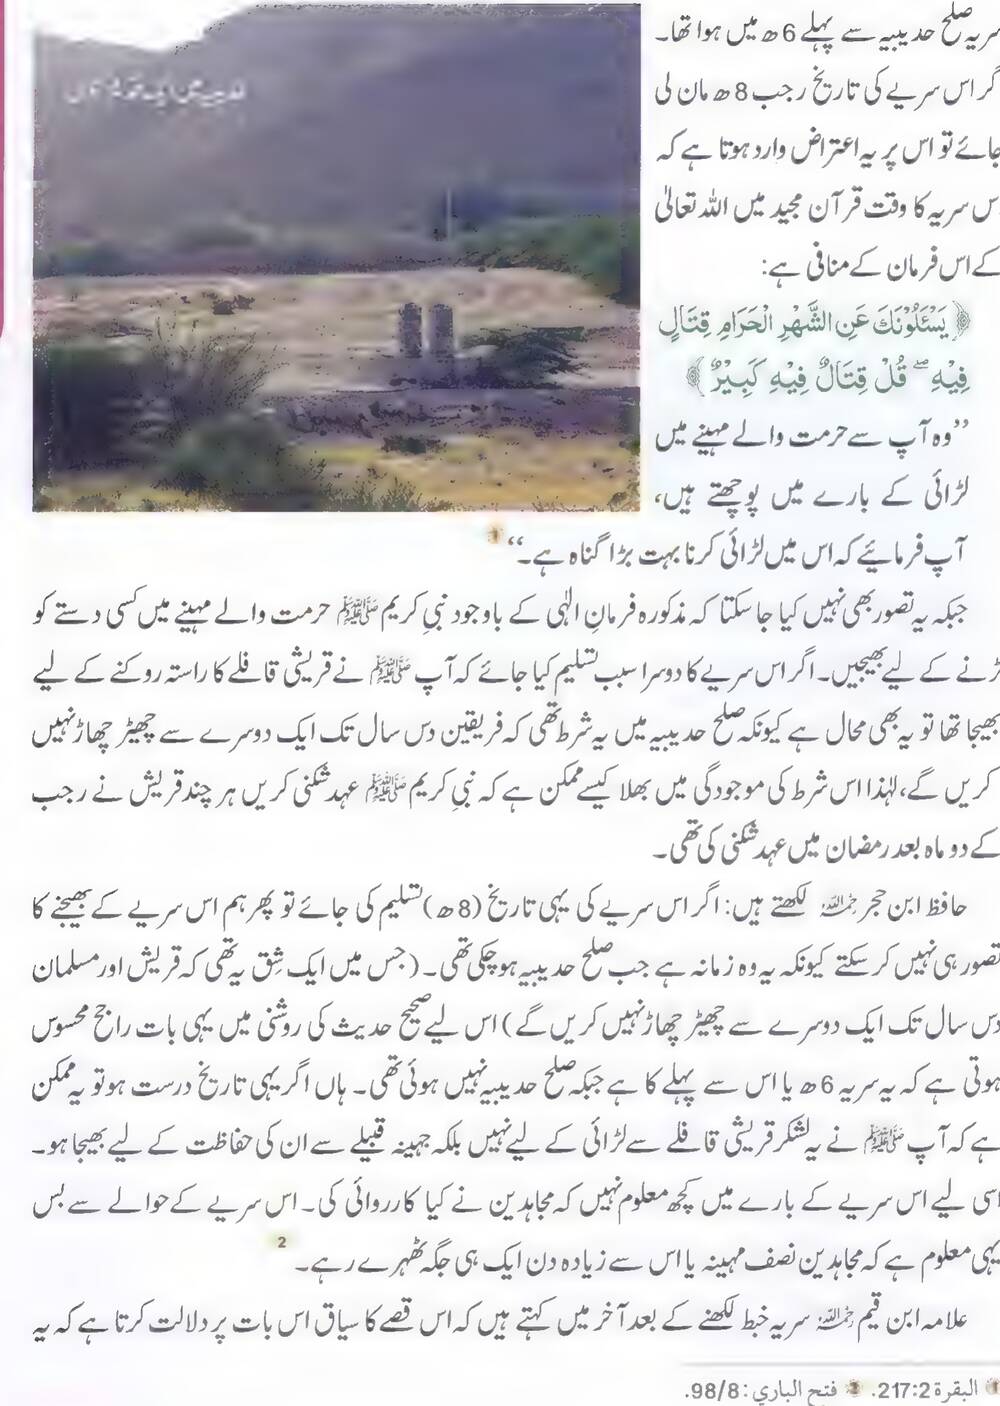 سریہ صلح حدیبیہ سے پہلے 6ھ میں ہوا تھا۔
گر اس سریے کی تاریخ رجب 8ھ مان لی
جائے تو اس پر یہ اعتراض وارد ہوتا ہے کہ
س سریہ کا وقت قرآن مجید میں اللہ تعالیٰ
کے اس فرمان کے منافی ہے:
﴿ یَسْـَٔلُوْنَكَ عَنِ الشَّهْرِ الْحَرَامِ قِتَالٍ
فِیْهِ ؕ قُلْ قِتَالٌ فِیْهِ كَبِیْرٌ ﴾
”وہ آپ سے حرمت والے مہینے میں
لڑائی کے بارے میں پوچھتے ہیں،
آپ فرمائیے کہ اس میں لڑائی کرنا بہت بڑا گناہ ہے۔“ 1
جبکہ یہ تصور بھی نہیں کیا جا سکتا کہ مذکورہ فرمانِ الٰہی کے باوجود نبیِ کریم ﷺ حرمت والے مہینے میں کسی دستے کو
ڑنے کے لیے بھیجیں۔ اگر اس سریے کا دوسرا سبب تسلیم کیا جائے کہ آپ ﷺ نے قریشی قافلے کا راستہ روکنے کے لیے
بھیجا تھا تو یہ بھی محال ہے کیونکہ صلح حدیبیہ میں یہ شرط تھی کہ فریقین دس سال تک ایک دوسرے سے چھیڑ چھاڑ نہیں
کریں گے، لہٰذا اس شرط کی موجودگی میں بھلا کیسے ممکن ہے کہ نبیِ کریم ﷺ عہد شکنی کریں ہر چند قریش نے رجب
کے دو ماہ بعد رمضان میں عہد شکنی کی تھی۔
حافظ ابن حجر رحمہ اللہ لکھتے ہیں: اگر اس سریے کی یہی تاریخ (8ھ) تسلیم کی جائے تو پھر ہم اس سریے کے بھیجنے کا
تصور ہی نہیں کر سکتے کیونکہ یہ وہ زمانہ ہے جب صلح حدیبیہ ہو چکی تھی۔ (جس میں ایک شِق یہ تھی کہ قریش اور مسلمان
دس سال تک ایک دوسرے سے چھیڑ چھاڑ نہیں کریں گے) اس لیے صحیح حدیث کی روشنی میں یہی بات راجح محسوس
ہوتی ہے کہ یہ سریہ 6ھ یا اس سے پہلے کا ہے جبکہ صلح حدیبیہ نہیں ہوئی تھی۔ ہاں اگر یہی تاریخ درست ہو تو یہ ممکن
ہے کہ آپ ﷺ نے یہ لشکر قریشی قافلے سے لڑائی کے لیے نہیں بلکہ جہینہ قبیلے سے ان کی حفاظت کے لیے بھیجا ہو۔
اسی لیے اس سریے کے بارے میں کچھ معلوم نہیں کہ مجاہدین نے کیا کارروائی کی۔ اس سریے کے حوالے سے بس
یہی معلوم ہے کہ مجاہدین نصف مہینہ یا اس سے زیادہ دن ایک ہی جگہ ٹھہرے رہے۔ 2
علامہ ابن قیم رحمہ اللہ سریہ خبط لکھنے کے بعد آخر میں کہتے ہیں کہ اس قصے کا سیاق اس بات پر دلالت کرتا ہے کہ یہ
1 البقرة 217:2. 2 فتح الباري: 98/8.